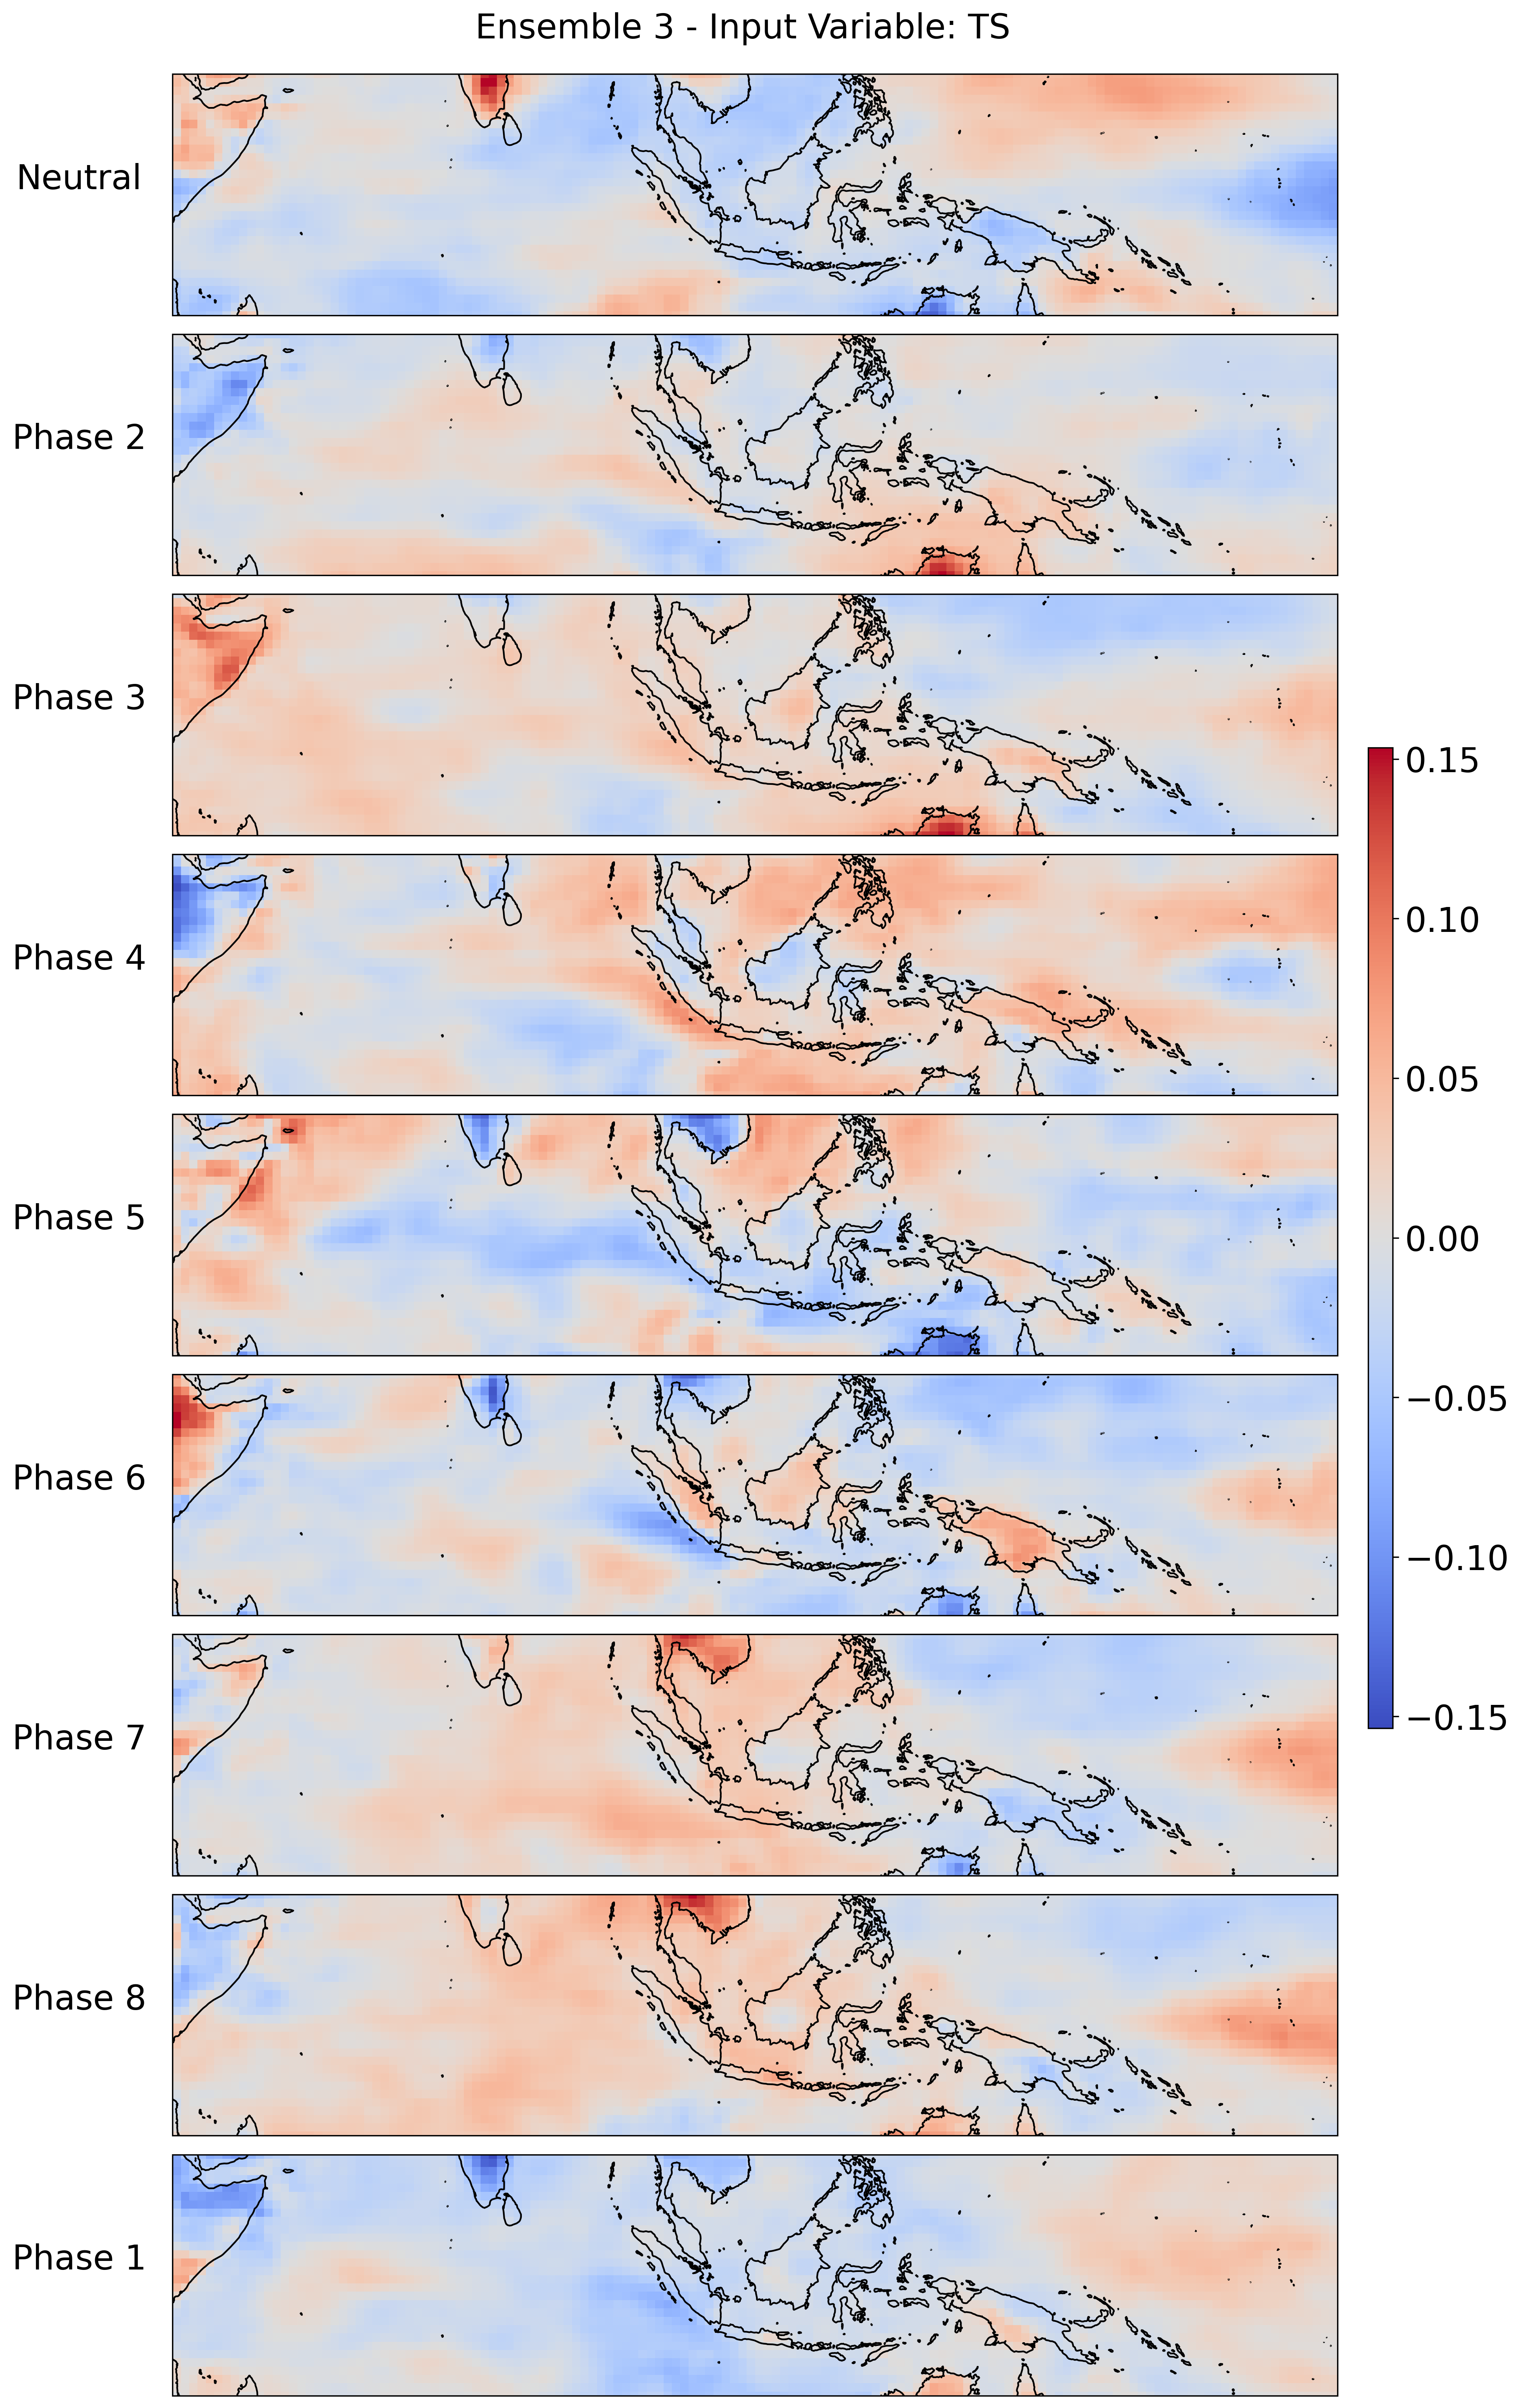 Ensemble 3 - Input Variable: TS
Neutral
Phase 2
Phase 3
Phase 4
Phase 5
Phase 6
Phase 7
Phase 8
Phase 1
0.15
0.10
0.05
0.00
−0.05
−0.10
−0.15